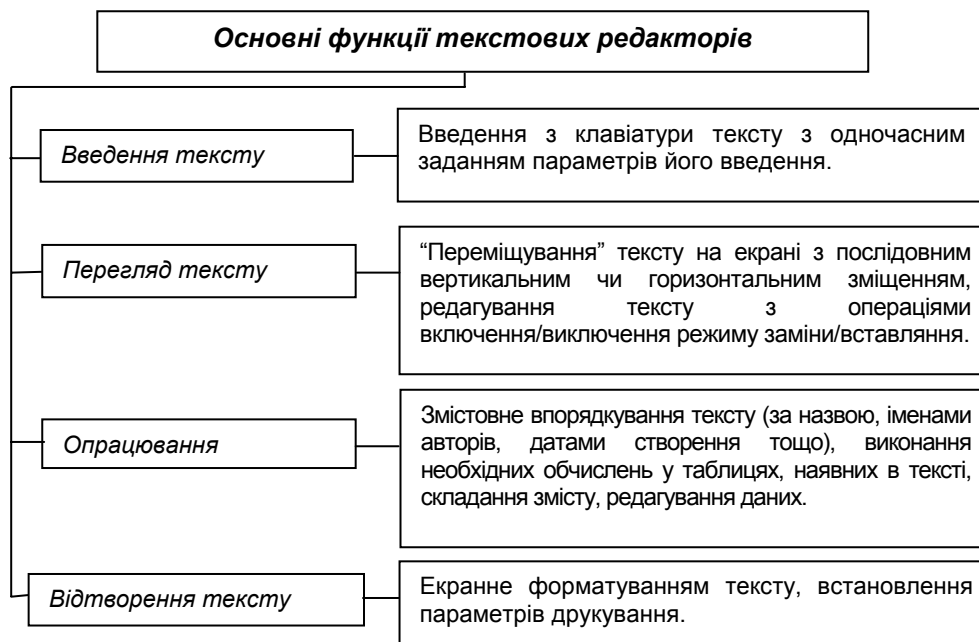 Основні функції текстових редакторів
Введення тексту
Введення з клавіатури тексту з одночасним
заданням параметрів його введення.
Перегляд тексту
“Переміщування” тексту на екрані з послідовним
вертикальним чи горизонтальним зміщенням,
редагування тексту з операціями
включення/виключення режиму заміни/вставляння.
Опрацювання
Змістовне впорядкування тексту (за назвою, іменами
авторів, датами створення тощо), виконання
необхідних обчислень у таблицях, наявних в тексті,
складання змісту, редагування даних.
Відтворення тексту
Екранне форматуванням тексту, встановлення
параметрів друкування.